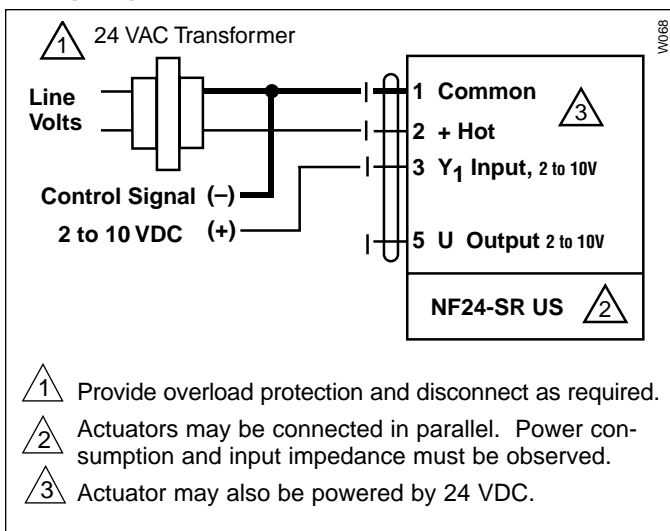 W068
1 24 VAC Transformer
Line
Volts
1 Common
3
2 + Hot
3 Y1 Input, 2 to 10V
Control Signal (–)
2 to 10 VDC (+)
5 U Output 2 to 10V
NF24-SR US 2
1 Provide overload protection and disconnect as required.
2 Actuators may be connected in parallel. Power con-
sumption and input impedance must be observed.
3 Actuator may also be powered by 24 VDC.